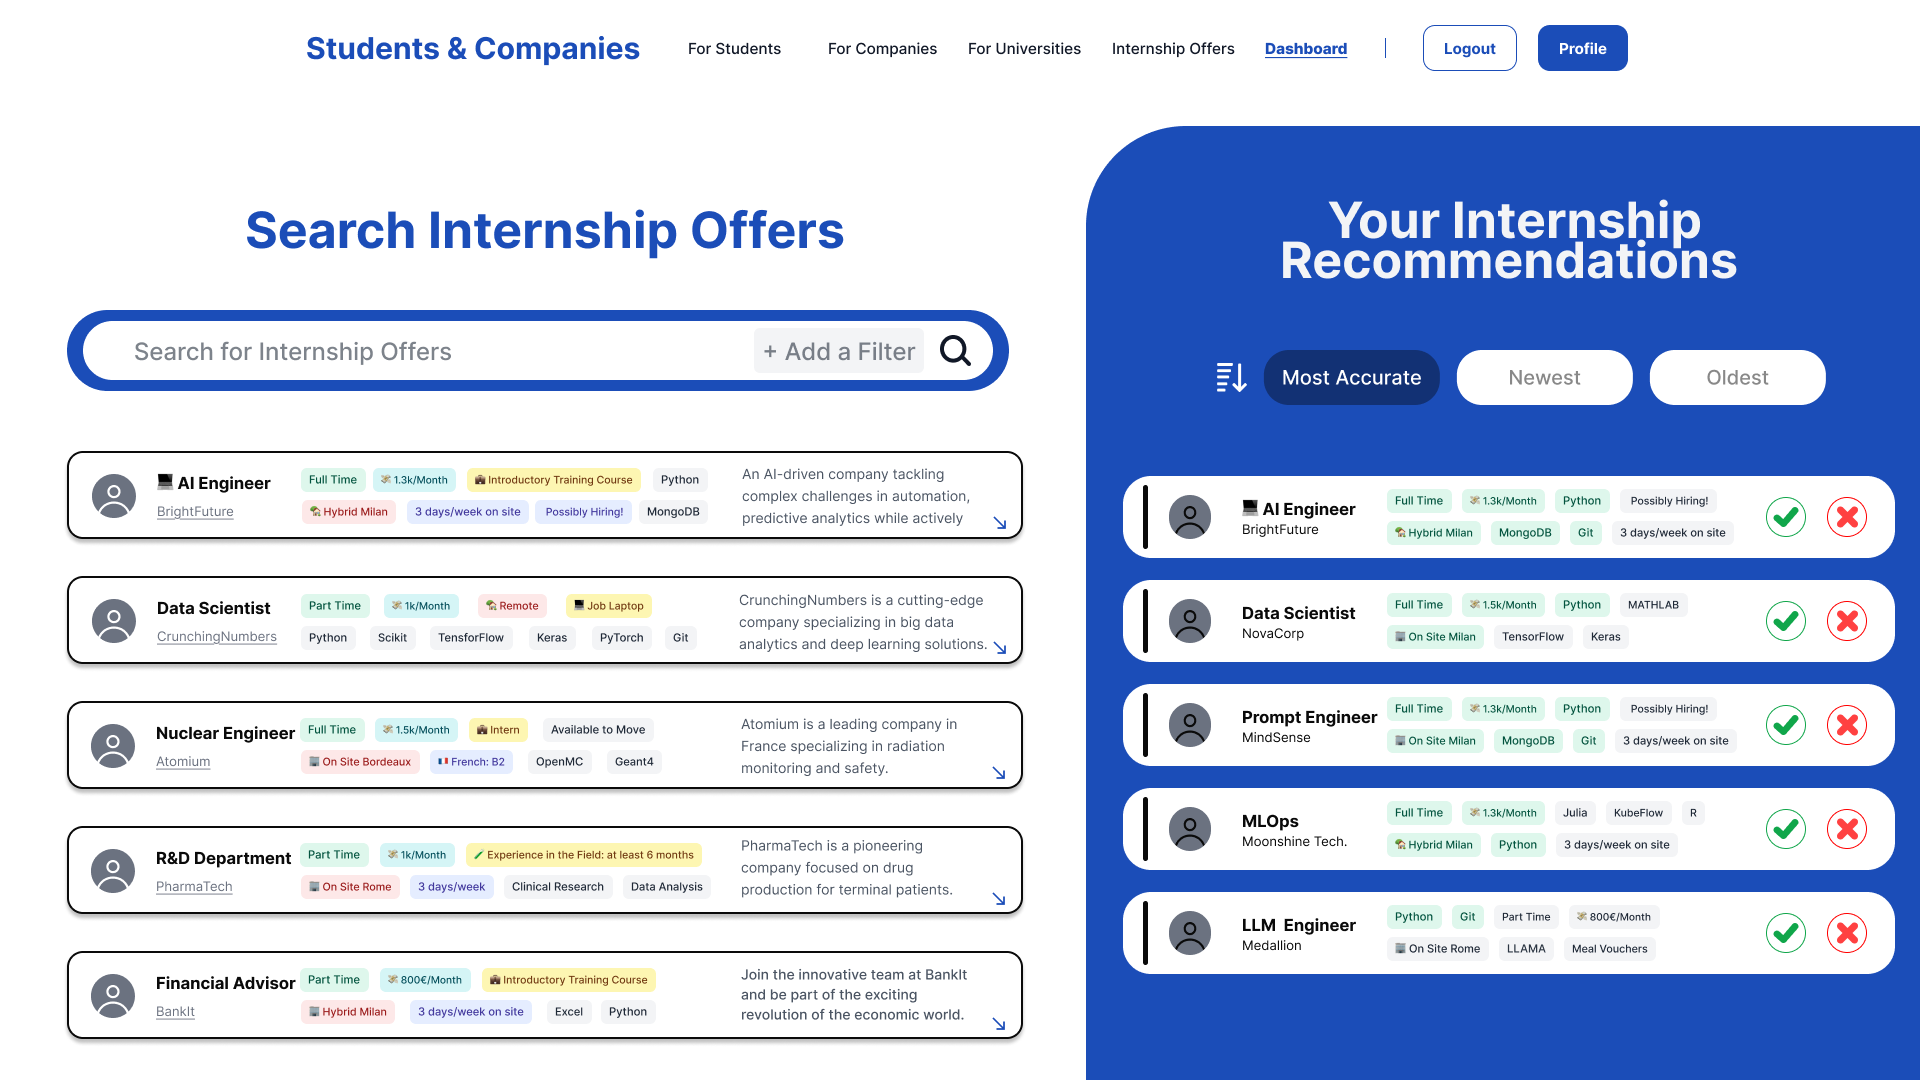 Students & Companies
For Students
For Companies
For Universities
Internship Offers
Dashboard
Logout
Profile
Search Internship Offers
Search for Internship Offers
+ Add a Filter
AI Engineer
BrightFuture
Full Time
1.3k/Month
Introductory Training Course
Python
Hybrid Milan
3 days/week on site
Possibly Hiring!
MongoDB
An AI-driven company tackling
complex challenges in automation,
predictive analytics while actively
Data Scientist
CrunchingNumbers
Part Time
1k/Month
Remote
Job Laptop
Python
Scikit
TensforFlow
Keras
PyTorch
Git
CrunchingNumbers is a cutting-edge
company specializing in big data
analytics and deep learning solutions.
Nuclear Engineer
Atomium
Full Time
1.5k/Month
Intern
Available to Move
On Site Bordeaux
French: B2
OpenMC
Geant4
Atomium is a leading company in
France specializing in radiation
monitoring and safety.
R&D Department
PharmaTech
Part Time
1k/Month
Experience in the Field: at least 6 months
On Site Rome
3 days/week
Clinical Research
Data Analysis
PharmaTech is a pioneering
company focused on drug
production for terminal patients.
Financial Advisor
BankIt
Part Time
800€/Month
Introductory Training Course
Hybrid Milan
3 days/week on site
Excel
Python
Join the innovative team at BankIt
and be part of the exciting
revolution of the economic world.
Your Internship
Recommendations
Most Accurate
Newest
Oldest
AI Engineer
BrightFuture
Full Time
1.3k/Month
Python
Possibly Hiring!
Hybrid Milan
MongoDB
Git
3 days/week on site
Data Scientist
NovaCorp
Full Time
1.5k/Month
Python
MATHLAB
On Site Milan
TensorFlow
Keras
Prompt Engineer
MindSense
Full Time
1.3k/Month
Python
Possibly Hiring!
On Site Milan
MongoDB
Git
3 days/week on site
MLOps
Moonshine Tech.
Full Time
1.3k/Month
Julia
KubeFlow
R
Hybrid Milan
Python
3 days/week on site
LLM Engineer
Medallion
Python
Git
Part Time
800€/Month
On Site Rome
LLAMA
Meal Vouchers